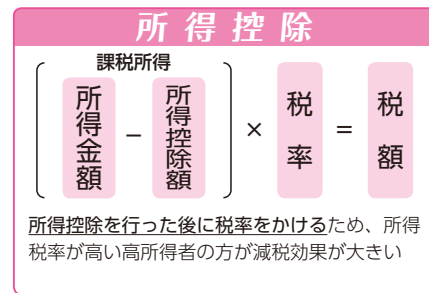 所得控除
課税所得
(所得金額 − 所得控除額) × 税率 = 税額
所得控除を行った後に税率をかけるため、所得
税率が高い高所得者の方が減税効果が大きい